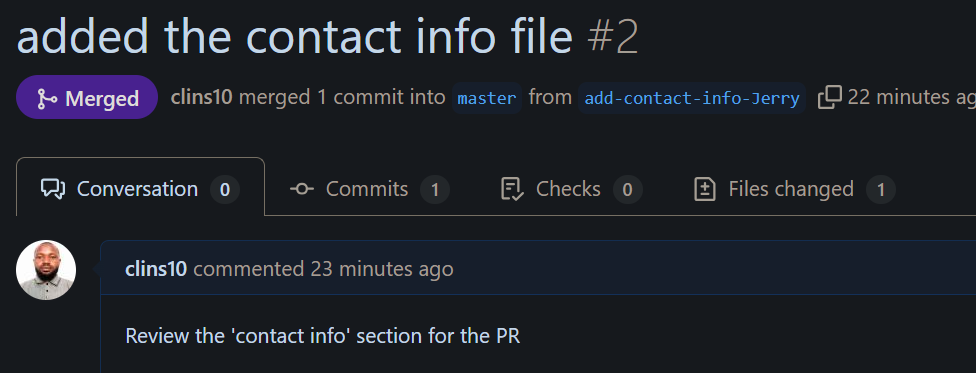 added the contact info file #2
Merged clins10 merged 1 commit into master from add-contact-info-Jerry 22 minutes
Conversation 0 Commits 1 Checks 0 Files changed 1
clins10 commented 23 minutes ago
Review the 'contact info' section for the PR